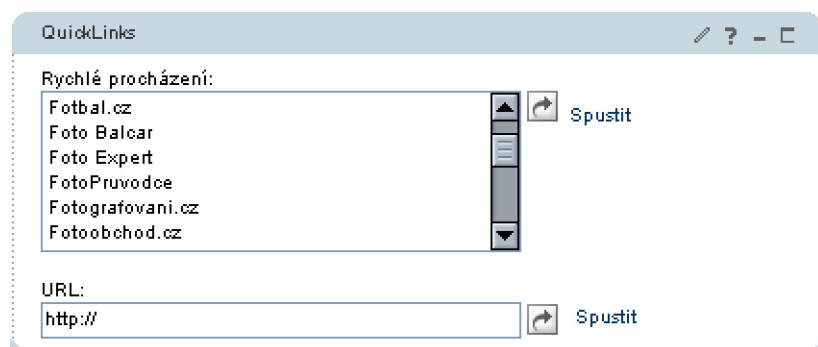 QuickLinks
?
Rychlé procházení:
Fotbal.cz
Foto Balcar
Foto Expert
FotoPruvodce
Fotografovani.cz
Fotoobchod.cz
Spustit
URL:
http://
Spustit